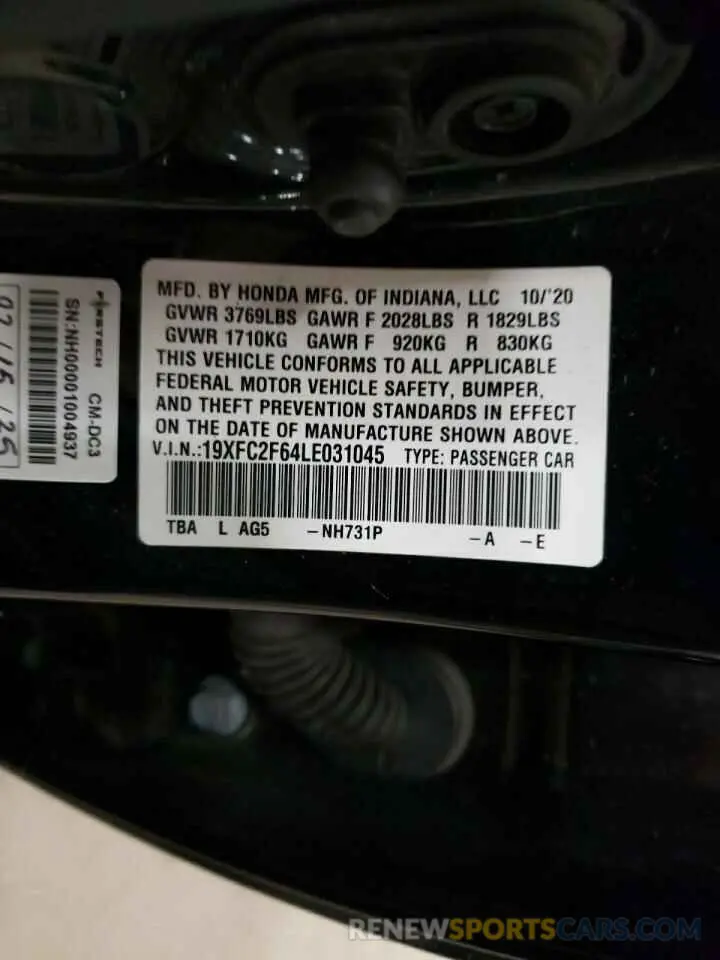 MFD. BY HONDA MFG. OF INDIANA, LLC 10/'20
GVWR 3769LBS GAWR F 2028LBS R 1829LBS
GVWR 1710KG GAWR F 920KG R 830KG
THIS VEHICLE CONFORMS TO ALL APPLICABLE
FEDERAL MOTOR VEHICLE SAFETY, BUMPER,
AND THEFT PREVENTION STANDARDS IN EFFECT
ON THE DATE OF MANUFACTURE SHOWN ABOVE.
V.I.N.:19XFC2F64LE031045 TYPE: PASSENGER CAR
TBA L AG5 -NH731P -A -E
FIRSTECH CM-DC3
SN:NH00001004937
RENEWSPORTSCARS.COM